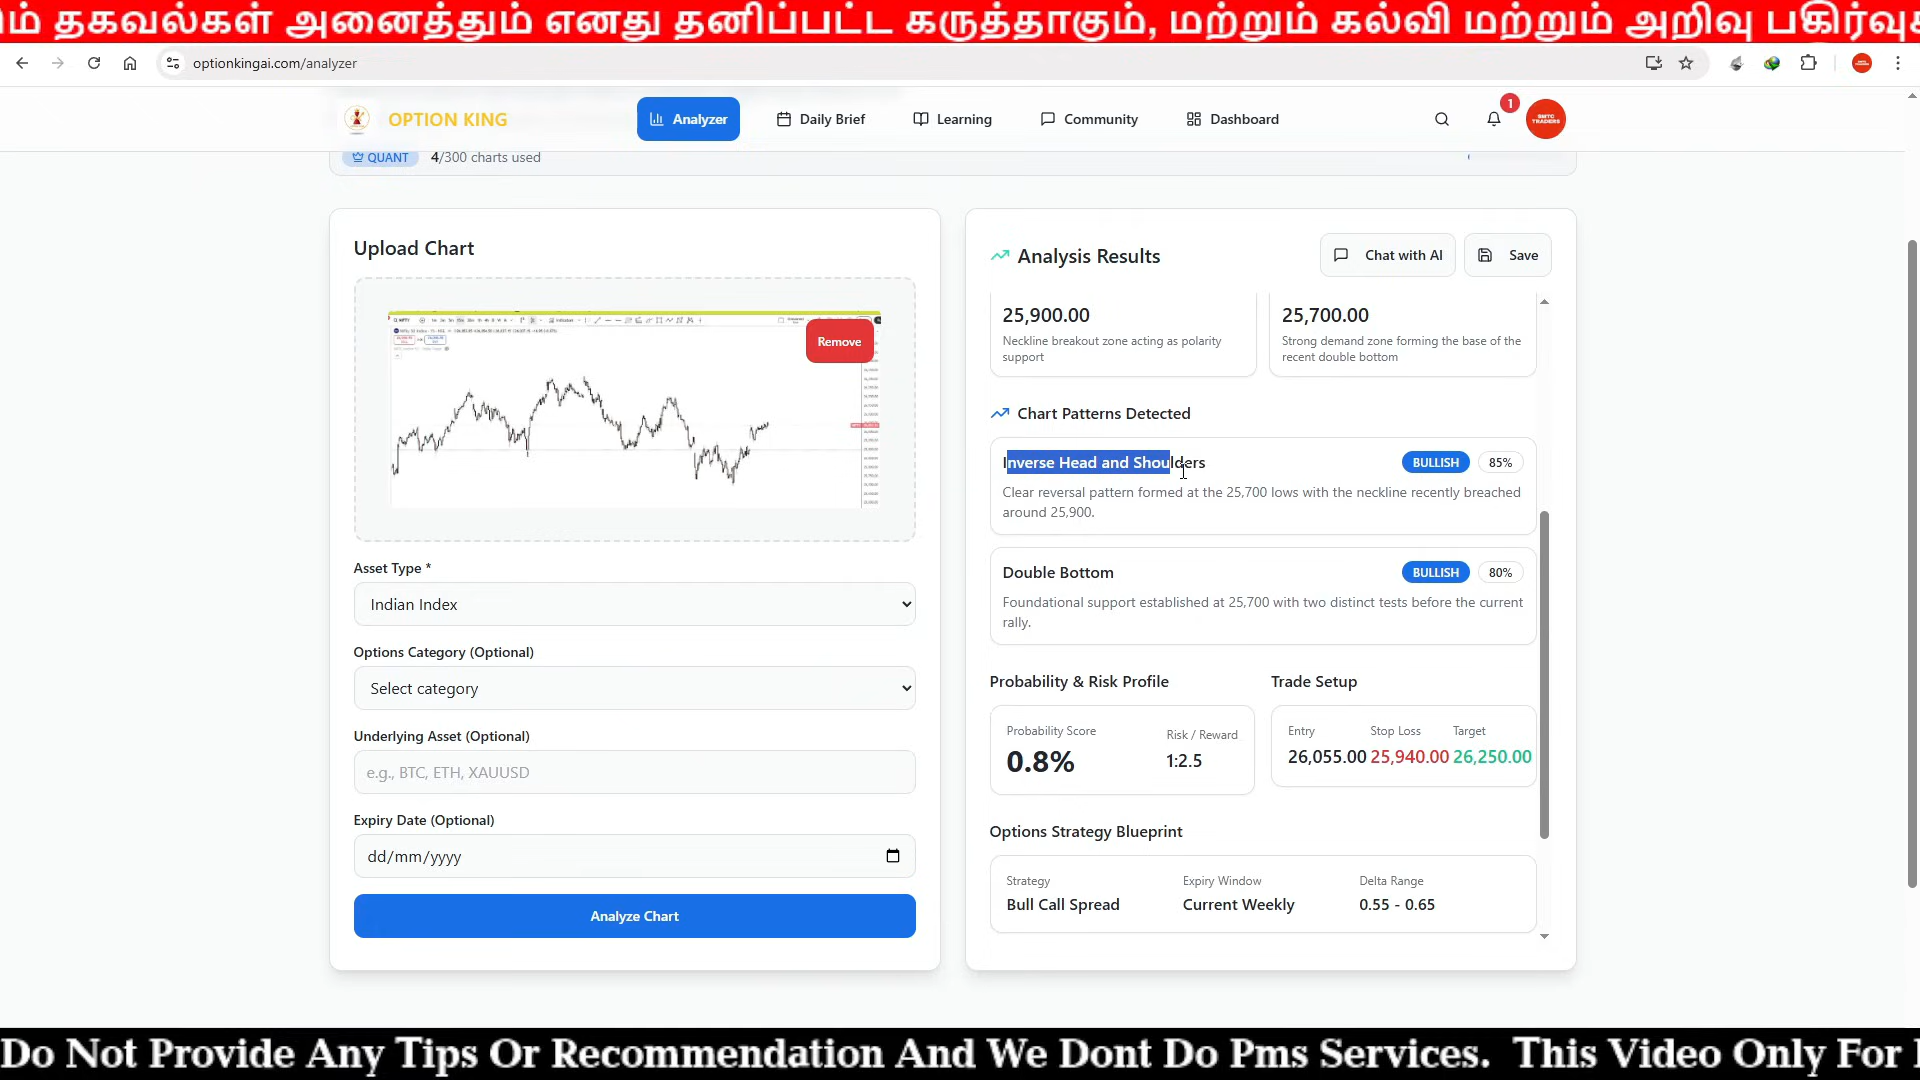 ம் தகவல்கள் அனைத்தும் எனது தனிப்பட்ட கருத்தாகும், மற்றும் கல்வி மற்றும் அறிவு
optionkingai.com/analyzer
OPTION KING
Analyzer
Daily Brief
Learning
Community
Dashboard
1
QUANT
4/300 charts used
Upload Chart
Remove
Asset Type *
Indian Index
Options Category (Optional)
Select category
Underlying Asset (Optional)
e.g., BTC, ETH, XAUUSD
Expiry Date (Optional)
dd/mm/yyyy
Analyze Chart
Analysis Results
Chat with AI
Save
25,900.00
Neckline breakout zone acting as polarity
support
25,700.00
Strong demand zone forming the base of the
recent double bottom
Chart Patterns Detected
Inverse Head and Shoulders
BULLISH
85%
Clear reversal pattern formed at the 25,700 lows with the neckline recently breached
around 25,900.
Double Bottom
BULLISH
80%
Foundational support established at 25,700 with two distinct tests before the current
rally.
Probability & Risk Profile
Probability Score
0.8%
Risk / Reward
1:2.5
Trade Setup
Entry
26,055.00
Stop Loss
25,940.00
Target
26,250.00
Options Strategy Blueprint
Strategy
Bull Call Spread
Expiry Window
Current Weekly
Delta Range
0.55 - 0.65
Do Not Provide Any Tips Or Recommendation And We Dont Do Pms Services. This Video Only For